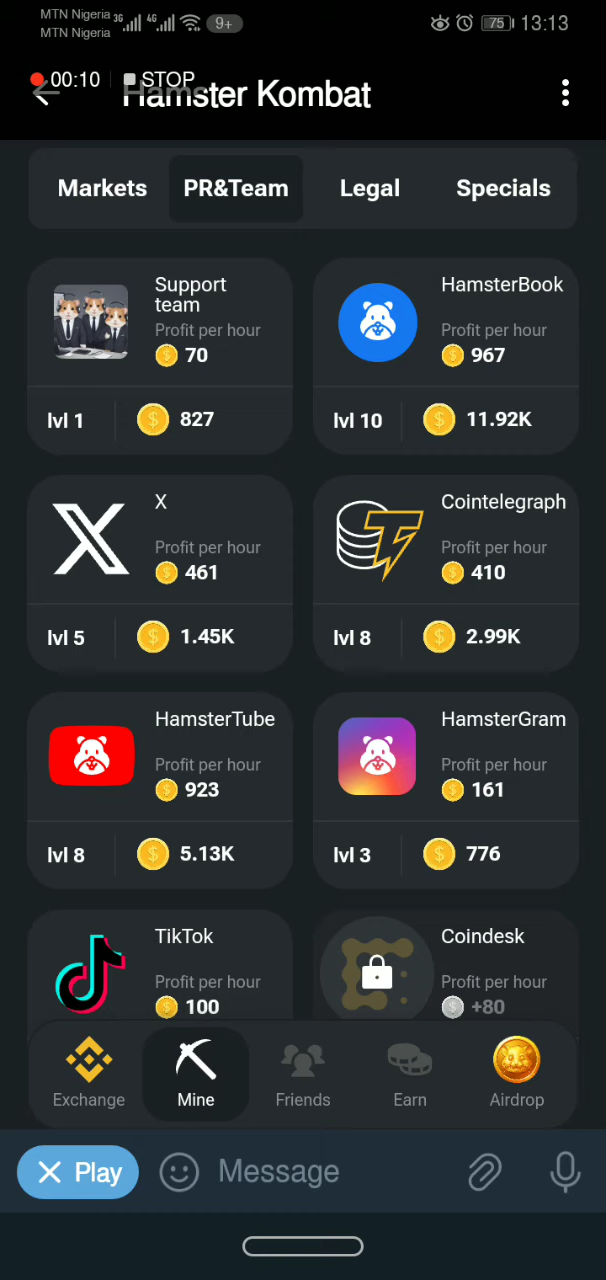 MTN Nigeria 3G 4G 9+ 75 13:13
MTN Nigeria
00:10 STOP
Hamster Kombat
Markets PR&Team Legal Specials
Support
team
Profit per hour
70
lvl 1 827
HamsterBook
Profit per hour
967
lvl 10 11.92K
X
Profit per hour
461
lvl 5 1.45K
Cointelegraph
Profit per hour
410
lvl 8 2.99K
HamsterTube
Profit per hour
923
lvl 8 5.13K
HamsterGram
Profit per hour
161
lvl 3 776
TikTok
Profit per hour
100
Coindesk
Profit per hour
+80
Exchange Mine Friends Earn Airdrop
Play Message